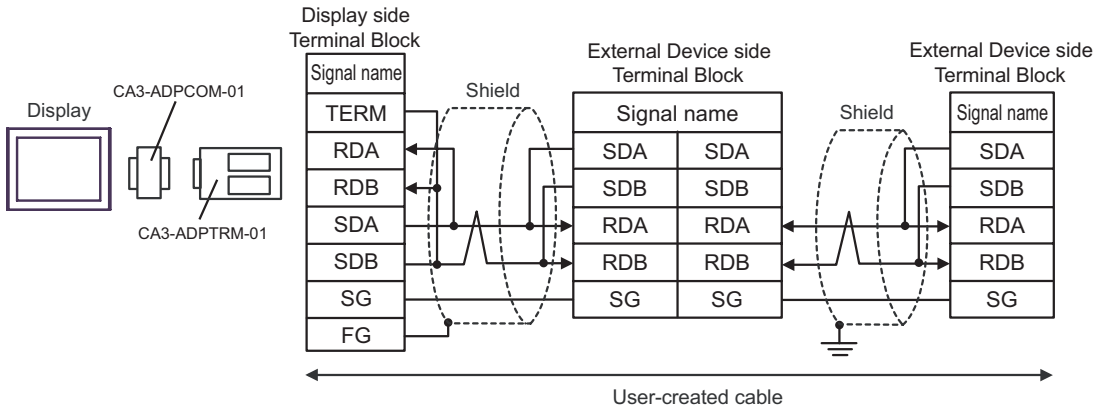 Display side
Terminal Block
External Device side
Terminal Block
External Device side
Terminal Block
Display
CA3-ADPCOM-01
CA3-ADPTRM-01
Signal name
TERM
RDA
RDB
SDA
SDB
SG
FG
Shield
Signal name
SDA SDA
SDB SDB
RDA RDA
RDB RDB
SG SG
Shield
Signal name
SDA
SDB
RDA
RDB
SG
User-created cable